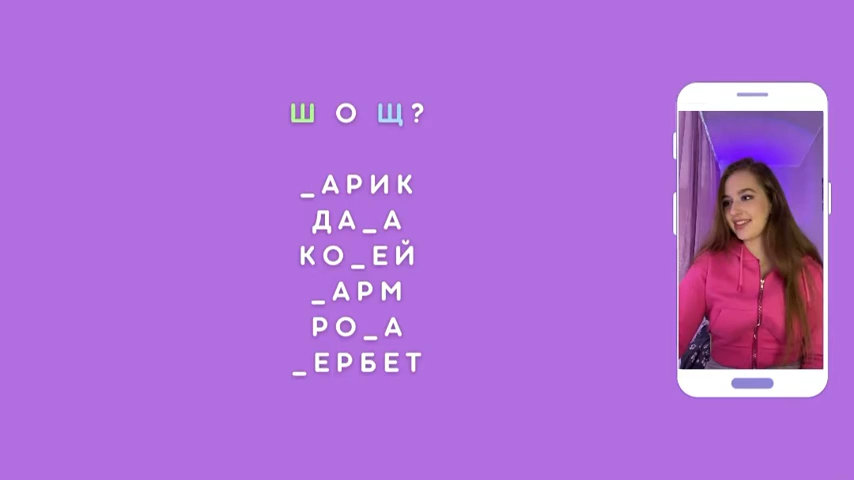 Ш О Щ?
_АРИК
ДА_А
КО_ЕЙ
_АРМ
РО_А
_ЕРБЕТ